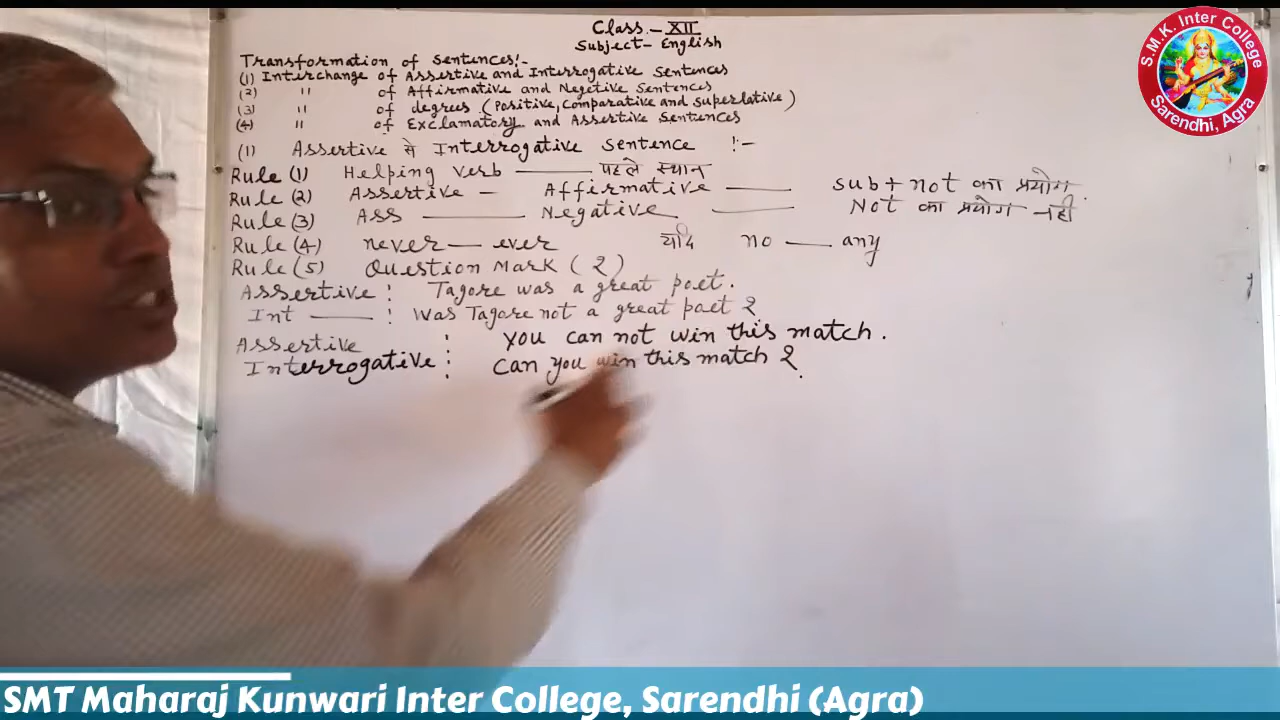 Class - XII
Subject - English
Transformation of Sentences:-
(1) Interchange of Assertive and Interrogative Sentences
(2) " of Affirmative and Negetive Sentences
(3) " of degrees (Positive, Comparative and Superlative)
(4) " of Exclamatory and Assertive Sentences
(1) Assertive से Interrogative Sentence :-
Rule (1) Helping verb —— पहले स्थान
Rule (2) Assertive — Affirmative —— Sub + not का प्रयोग
Rule (3) Ass —— Negative —— Not का प्रयोग नहीं
Rule (4) never — ever यदि no — any
Rule (5) Question Mark (?)
Assertive : Tagore was a great poet.
Int —— : Was Tagore not a great poet ?
Assertive : You can not win this match.
Interrogative : Can you win this match ?
S.M.K. Inter College
Sarendhi, Agra
SMT Maharaj Kunwari Inter College, Sarendhi (Agra)